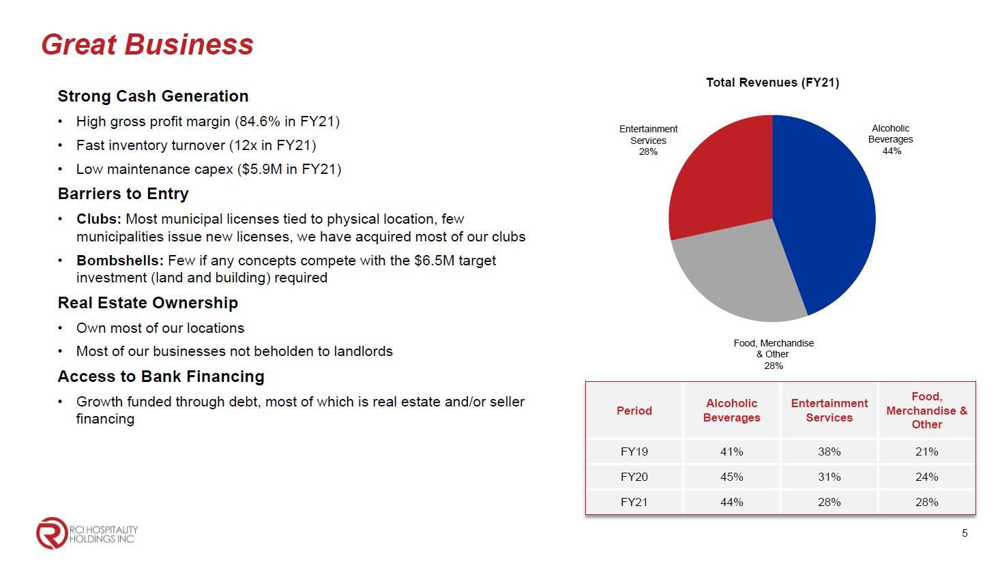 Great Business
Strong Cash Generation
• High gross profit margin (84.6% in FY21)
• Fast inventory turnover (12x in FY21)
• Low maintenance capex ($5.9M in FY21)
Barriers to Entry
• Clubs: Most municipal licenses tied to physical location, few
municipalities issue new licenses, we have acquired most of our clubs
• Bombshells: Few if any concepts compete with the $6.5M target
investment (land and building) required
Real Estate Ownership
• Own most of our locations
• Most of our businesses not beholden to landlords
Access to Bank Financing
• Growth funded through debt, most of which is real estate and/or seller
financing
Total Revenues (FY21)
Entertainment
Services
28%
Alcoholic
Beverages
44%
Food, Merchandise
& Other
28%
Period
Alcoholic
Beverages
Entertainment
Services
Food,
Merchandise &
Other
FY19 41% 38% 21%
FY20 45% 31% 24%
FY21 44% 28% 28%
RCI HOSPITALITY
HOLDINGS INC
5